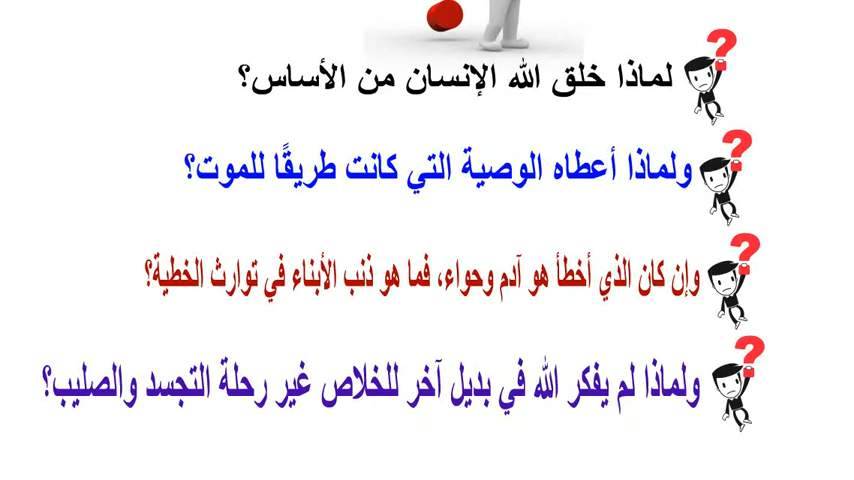 لماذا خلق الله الإنسان من الأساس؟
ولماذا أعطاه الوصية التي كانت طريقًا للموت؟
وإن كان الذي أخطأ هو آدم وحواء، فما هو ذنب الأبناء في توارث الخطية؟
ولماذا لم يفكر الله في بديل آخر للخلاص غير رحلة التجسد والصليب؟